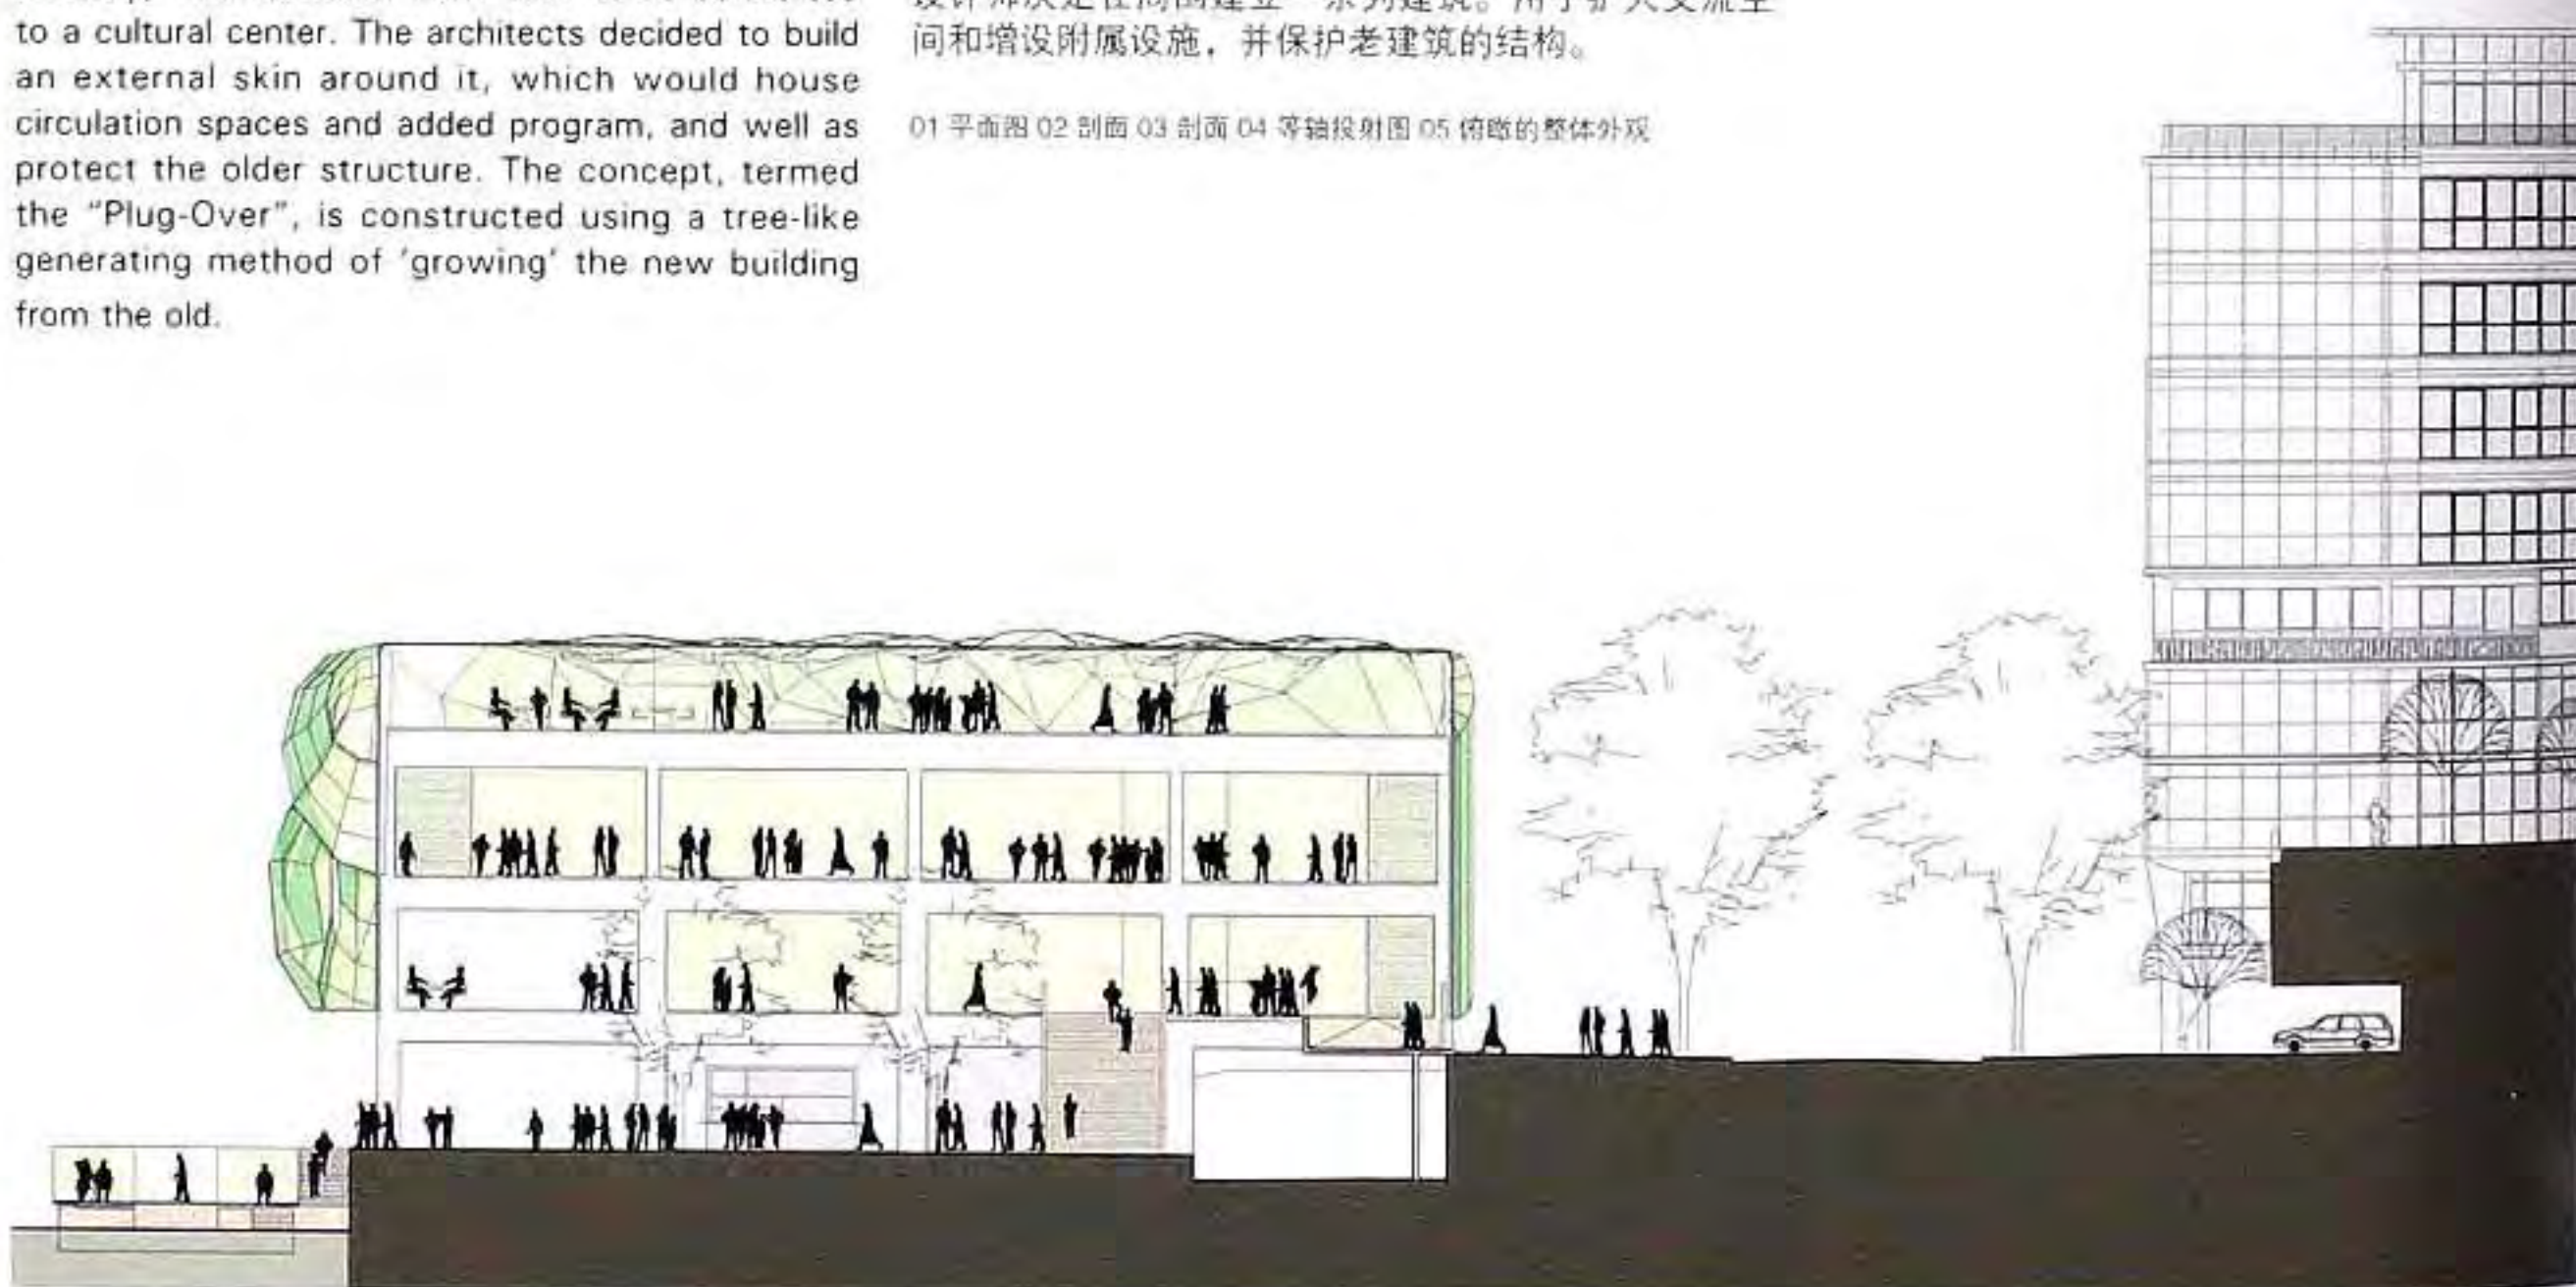 to a cultural center. The architects decided to build
an external skin around it, which would house
circulation spaces and added program, and well as
protect the older structure. The concept, termed
the “Plug-Over”, is constructed using a tree-like
generating method of ‘growing’ the new building
from the old.
间和增设附属设施，并保护老建筑的结构。
01 平面图 02 剖面 03 剖面 04 等轴投射图 05 俯瞰的整体外观